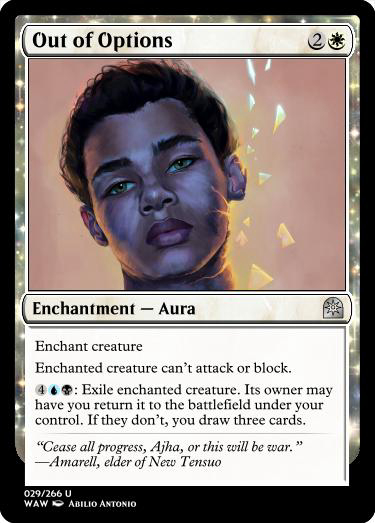 Out of Options 2
Enchantment — Aura
Enchant creature
Enchanted creature can't attack or block.
4: Exile enchanted creature. Its owner may
have you return it to the battlefield under your
control. If they don't, you draw three cards.
“Cease all progress, Ajha, or this will be war.”
—Amarell, elder of New Tensuo
029/266 U
WAW Abilio Antonio